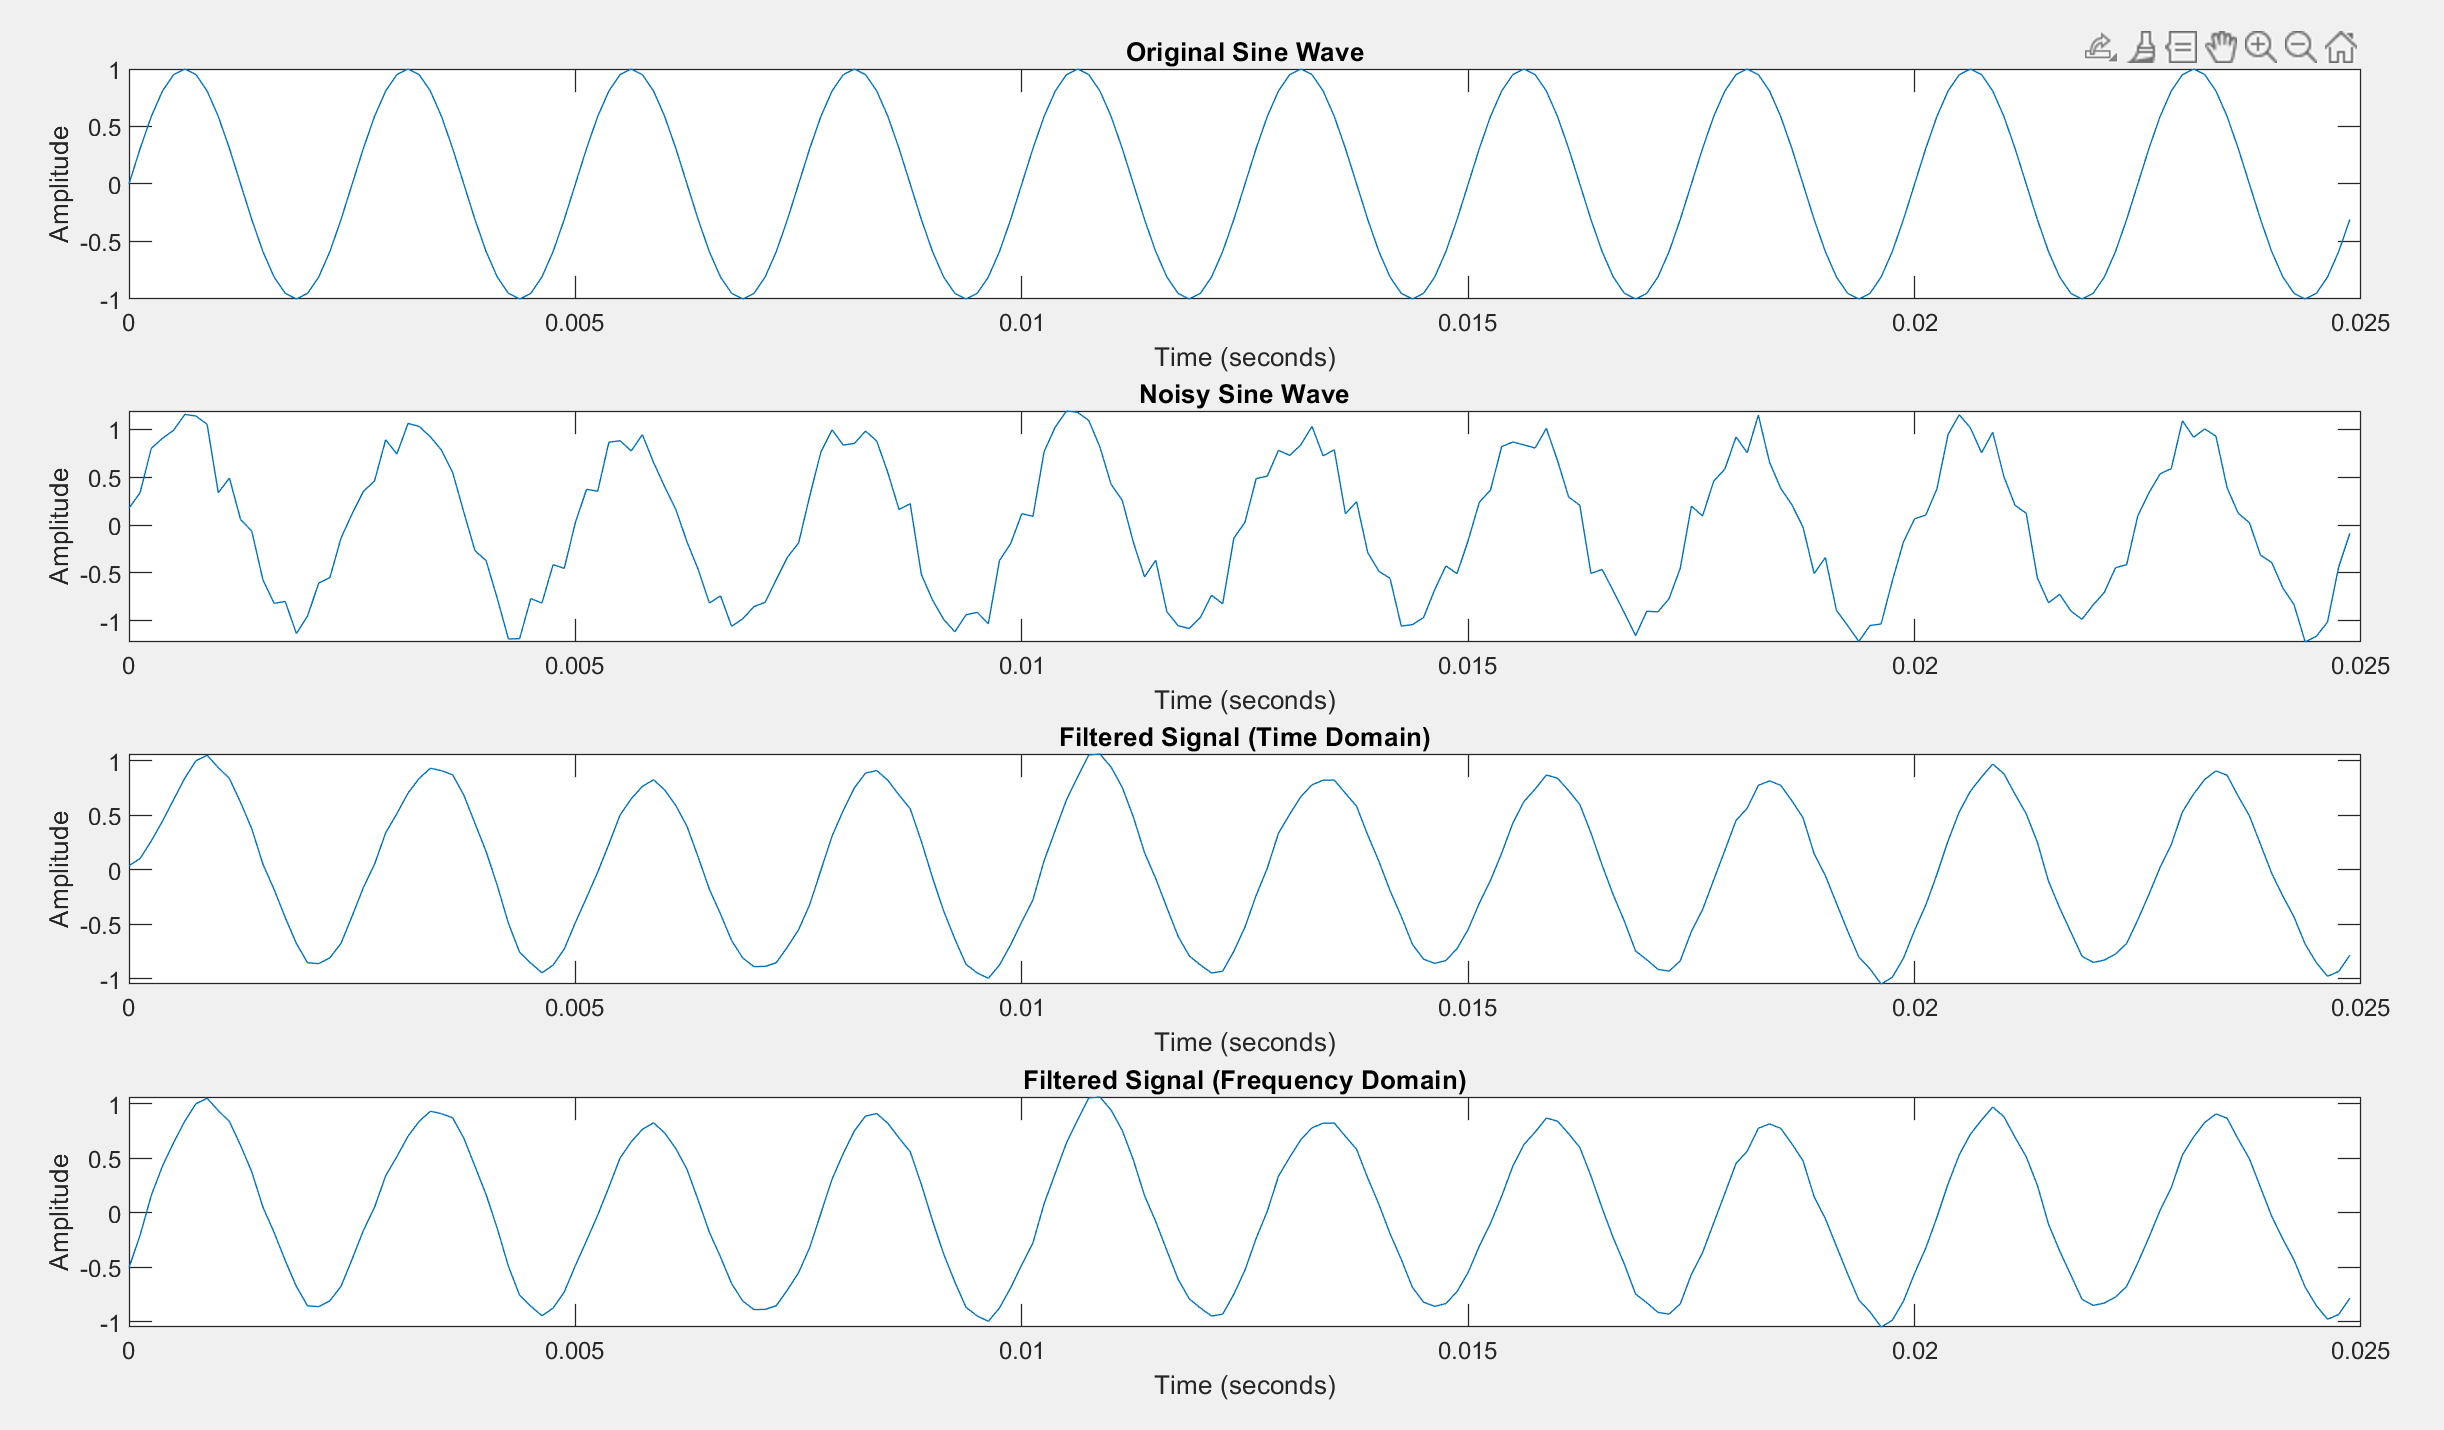 Original Sine Wave
1
0.5
0
-0.5
-1
Amplitude
0 0.005 0.01 0.015 0.02 0.025
Time (seconds)
Noisy Sine Wave
1
0.5
0
-0.5
-1
Amplitude
0 0.005 0.01 0.015 0.02 0.025
Time (seconds)
Filtered Signal (Time Domain)
1
0.5
0
-0.5
-1
Amplitude
0 0.005 0.01 0.015 0.02 0.025
Time (seconds)
Filtered Signal (Frequency Domain)
1
0.5
0
-0.5
-1
Amplitude
0 0.005 0.01 0.015 0.02 0.025
Time (seconds)